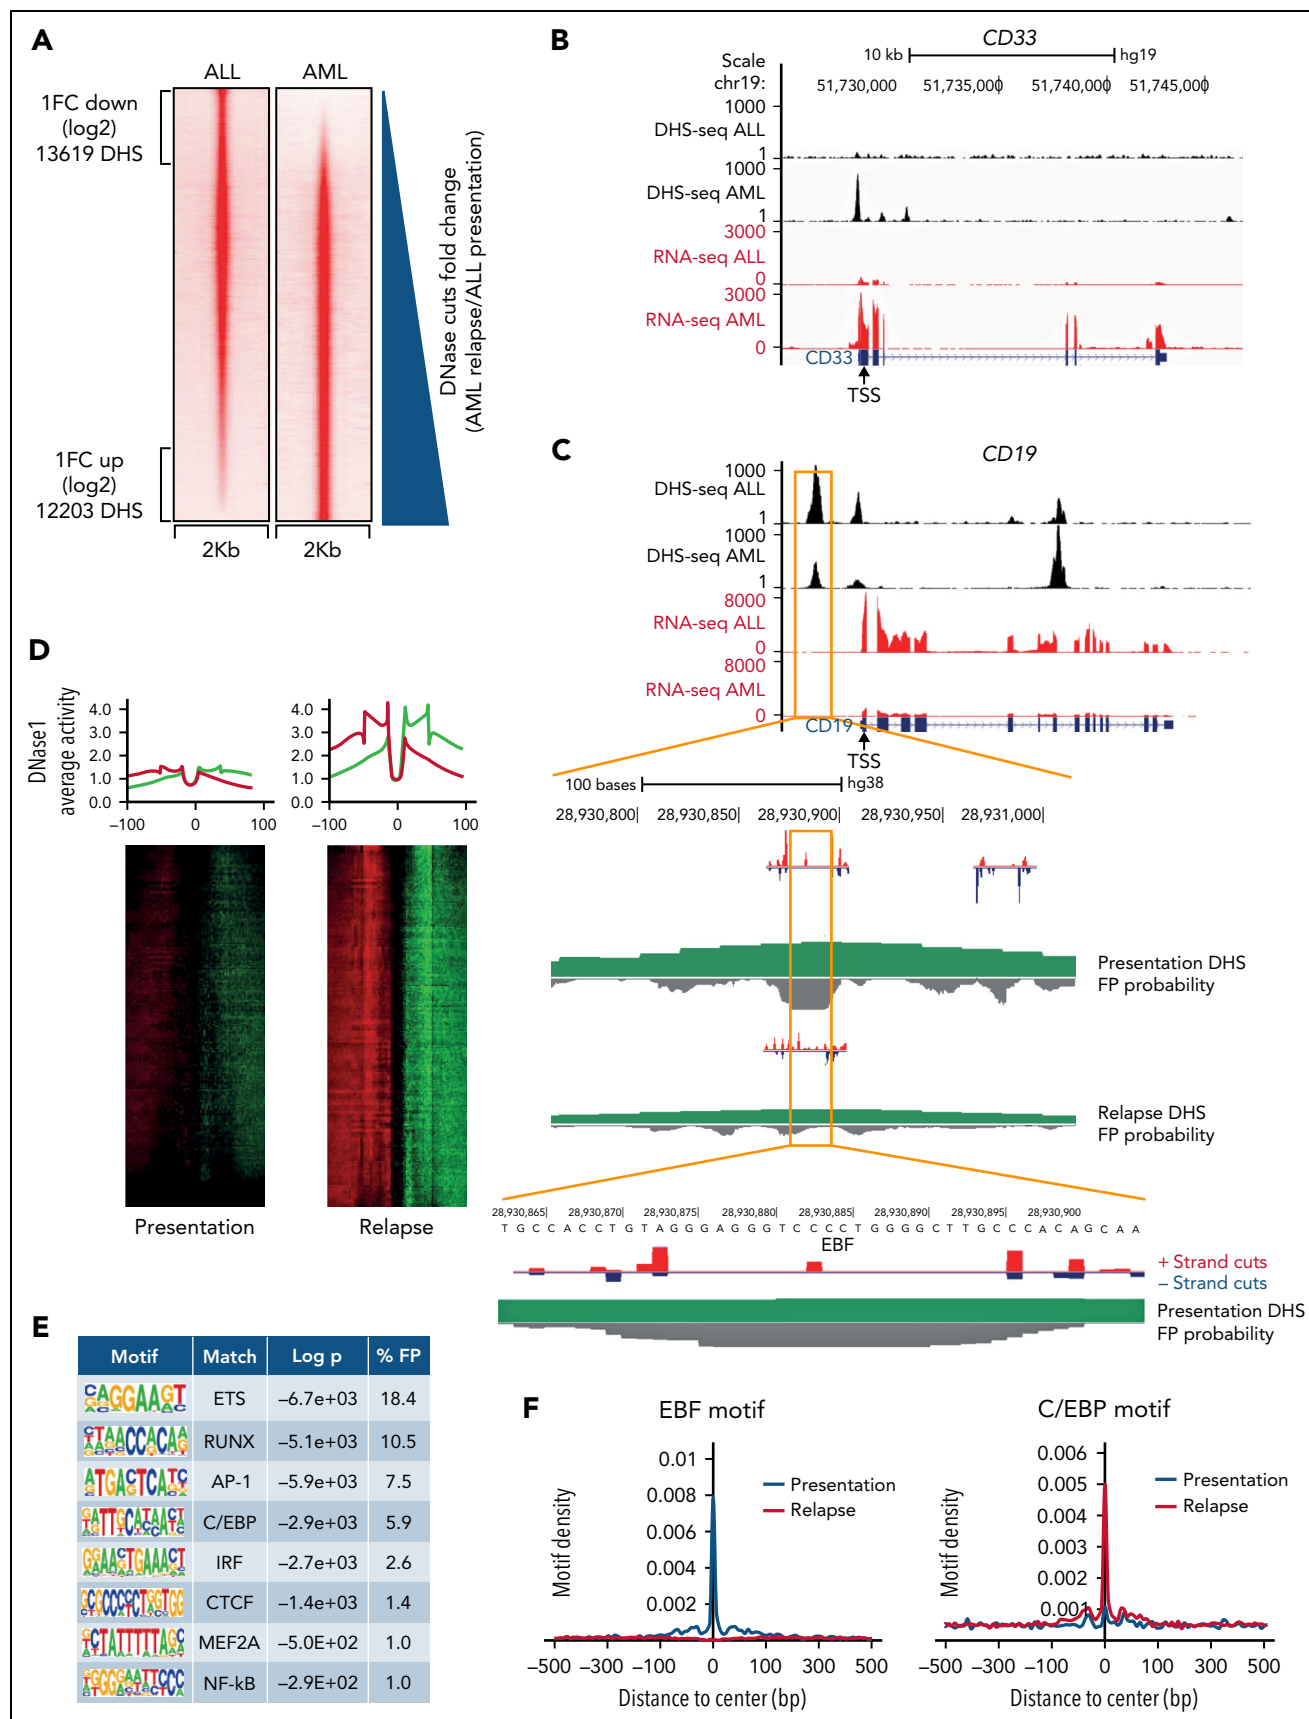 A
ALL
AML
1FC down
(log2)
13619 DHS
1FC up
(log2)
12203 DHS
2Kb
2Kb
DNase cuts fold change
(AML relapse/ALL presentation)
B
CD33
Scale
10 kb
hg19
chr19:
51,730,000
51,735,000
51,740,000
51,745,000
1000
DHS-seq ALL
1
1000
DHS-seq AML
1
3000
RNA-seq ALL
0
3000
RNA-seq AML
0
CD33
TSS
C
CD19
1000
DHS-seq ALL
1
1000
DHS-seq AML
1
8000
RNA-seq ALL
0
8000
RNA-seq AML
0
CD19
TSS
100 bases
hg38
28,930,800|
28,930,850|
28,930,900|
28,930,950|
28,931,000|
Presentation DHS
FP probability
Relapse DHS
FP probability
28,930,865|
28,930,870|
28,930,875|
28,930,880|
28,930,885|
28,930,890|
28,930,895|
28,930,900
T G C C A C C T G T A G G G A G G G T C C C C T G G G G C T T G C C C A C A G C A A
EBF
+ Strand cuts
− Strand cuts
Presentation DHS
FP probability
D
DNase1
average activity
4.0
3.0
2.0
1.0
0.0
−100
0
100
4.0
3.0
2.0
1.0
0.0
−100
0
100
Presentation
Relapse
E
Motif Match Log p % FP
ETS −6.7e+03 18.4
RUNX −5.1e+03 10.5
AP-1 −5.9e+03 7.5
C/EBP −2.9e+03 5.9
IRF −2.7e+03 2.6
CTCF −1.4e+03 1.4
MEF2A −5.0E+02 1.0
NF-kB −2.9E+02 1.0
F
EBF motif
Motif density
0.01
0.008
0.006
0.004
0.002
Presentation
Relapse
−500
−300
−100
0
100
300
500
Distance to center (bp)
C/EBP motif
Motif density
0.006
0.005
0.004
0.003
0.002
0.001
Presentation
Relapse
−500
−300
−100
0
100
300
500
Distance to center (bp)